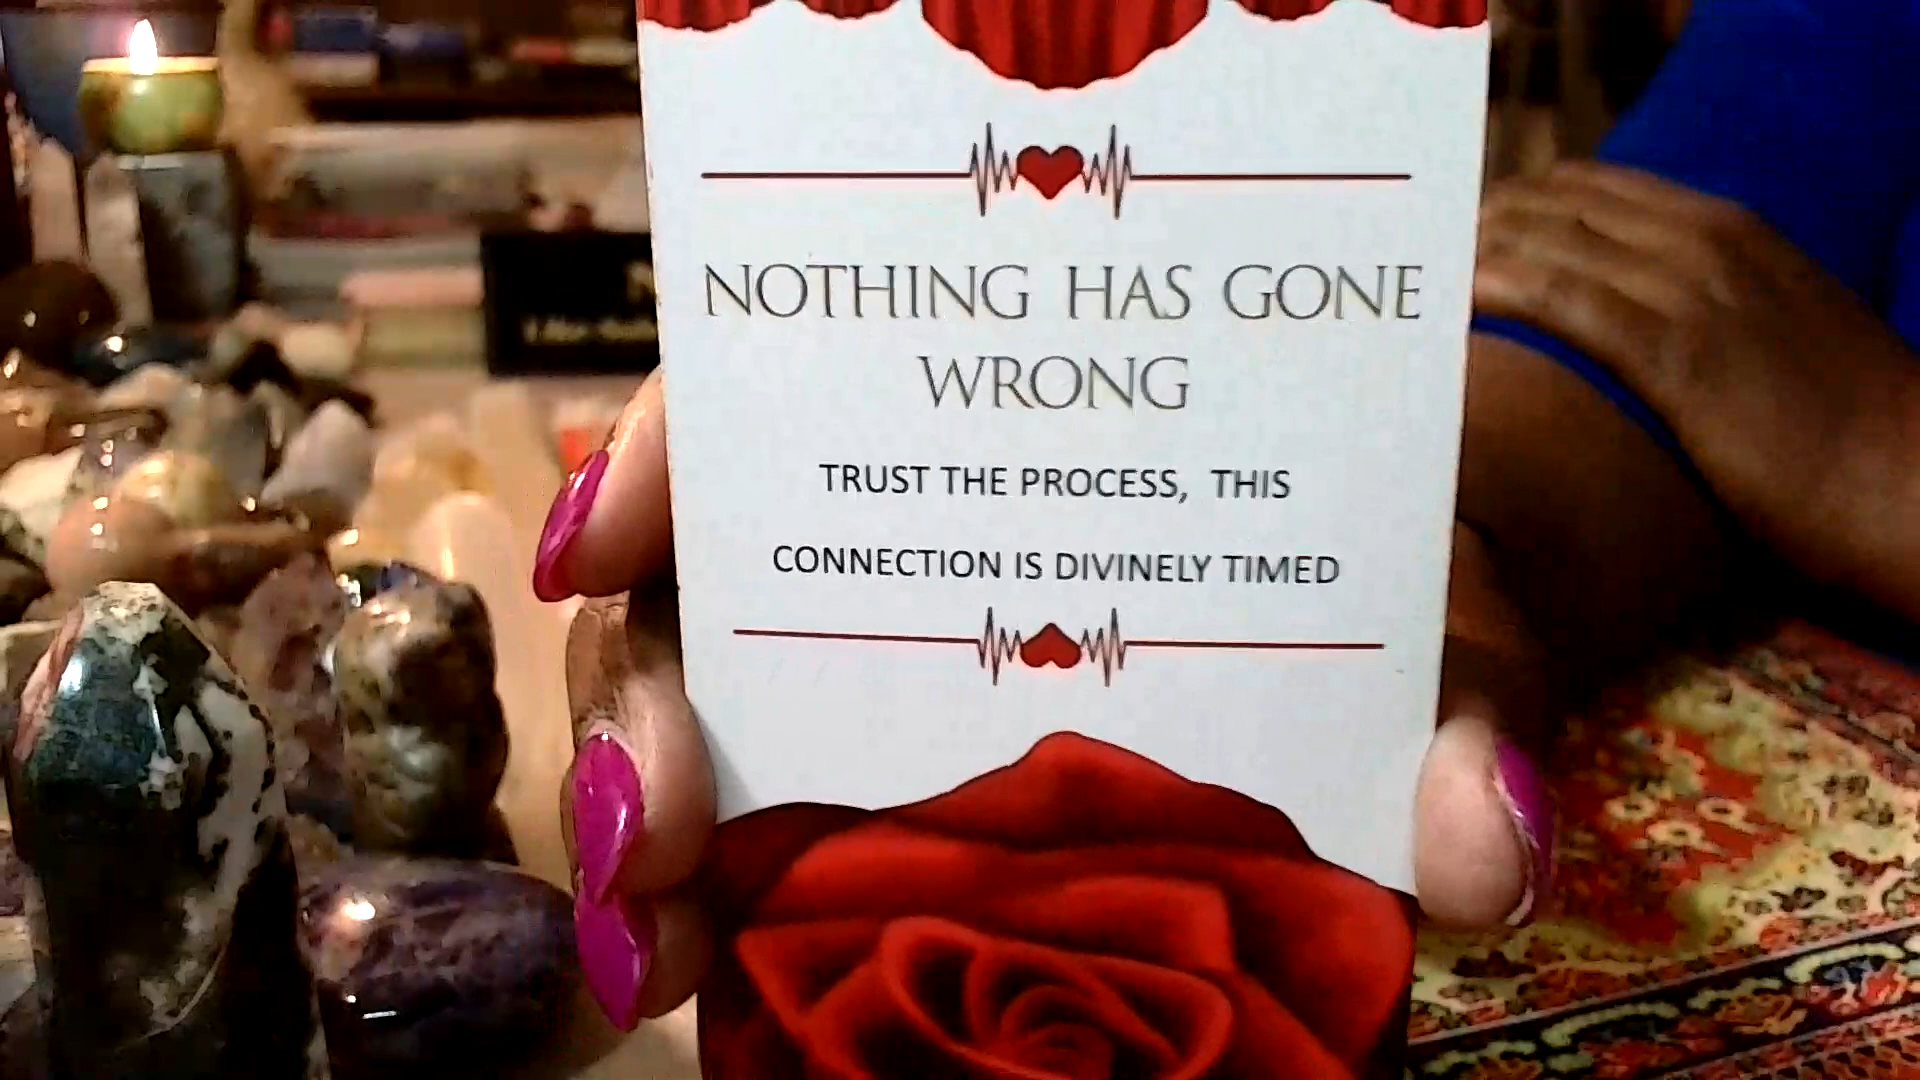 NOTHING HAS GONE
WRONG
TRUST THE PROCESS, THIS
CONNECTION IS DIVINELY TIMED